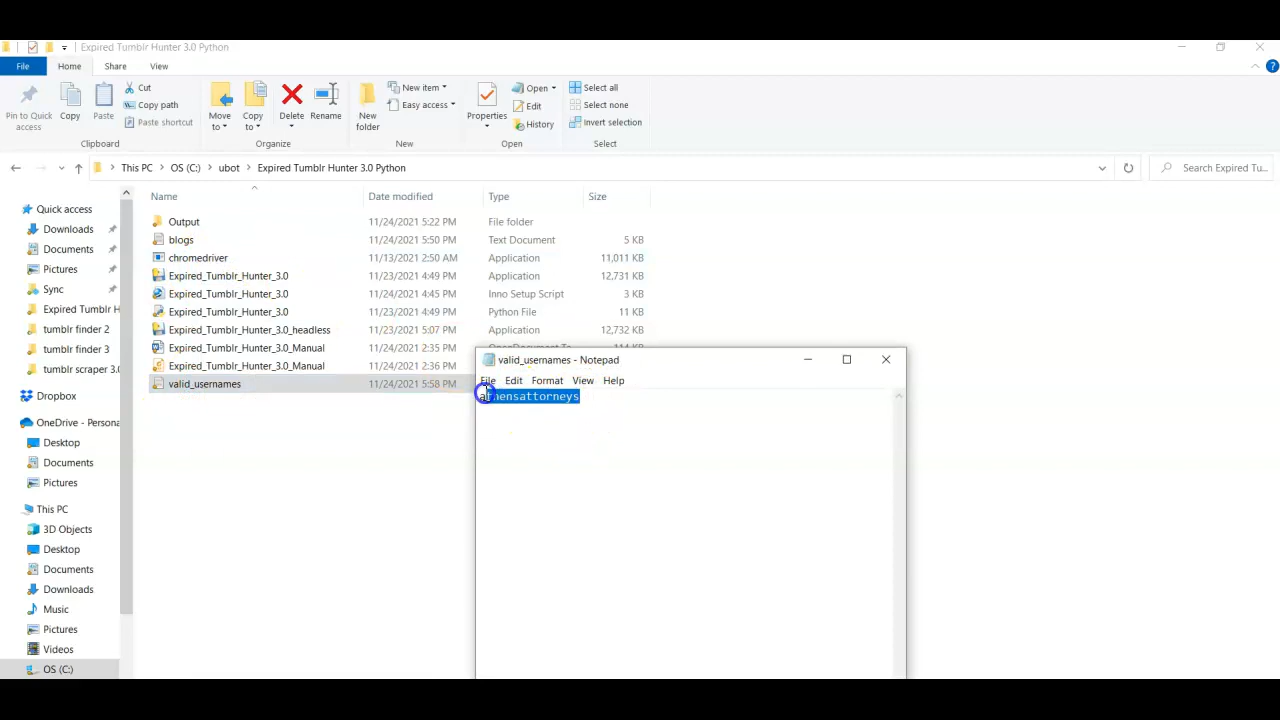 Expired Tumblr Hunter 3.0 Python
File Home Share View
Pin to Quick access
Copy
Paste
Cut
Copy path
Paste shortcut
Clipboard
Move to
Copy to
Delete
Rename
Organize
New folder
New item
Easy access
New
Properties
Open
Edit
History
Open
Select all
Select none
Invert selection
Select
This PC > OS (C:) > ubot > Expired Tumblr Hunter 3.0 Python
Search Expired Tu...
Quick access
Downloads
Documents
Pictures
Sync
Expired Tumblr H
tumblr finder 2
tumblr finder 3
tumblr scraper 3.0
Dropbox
OneDrive - Persona
Desktop
Documents
Pictures
This PC
3D Objects
Desktop
Documents
Downloads
Music
Pictures
Videos
OS (C:)
Name Date modified Type Size
Output 11/24/2021 5:22 PM File folder
blogs 11/24/2021 5:50 PM Text Document 5 KB
chromedriver 11/13/2021 2:50 AM Application 11,011 KB
Expired_Tumblr_Hunter_3.0 11/23/2021 4:49 PM Application 12,731 KB
Expired_Tumblr_Hunter_3.0 11/24/2021 4:45 PM Inno Setup Script 3 KB
Expired_Tumblr_Hunter_3.0 11/23/2021 4:49 PM Python File 11 KB
Expired_Tumblr_Hunter_3.0_headless 11/23/2021 5:07 PM Application 12,732 KB
Expired_Tumblr_Hunter_3.0_Manual 11/24/2021 2:35 PM
Expired_Tumblr_Hunter_3.0_Manual 11/24/2021 2:36 PM
valid_usernames 11/24/2021 5:58 PM
valid_usernames - Notepad
File Edit Format View Help